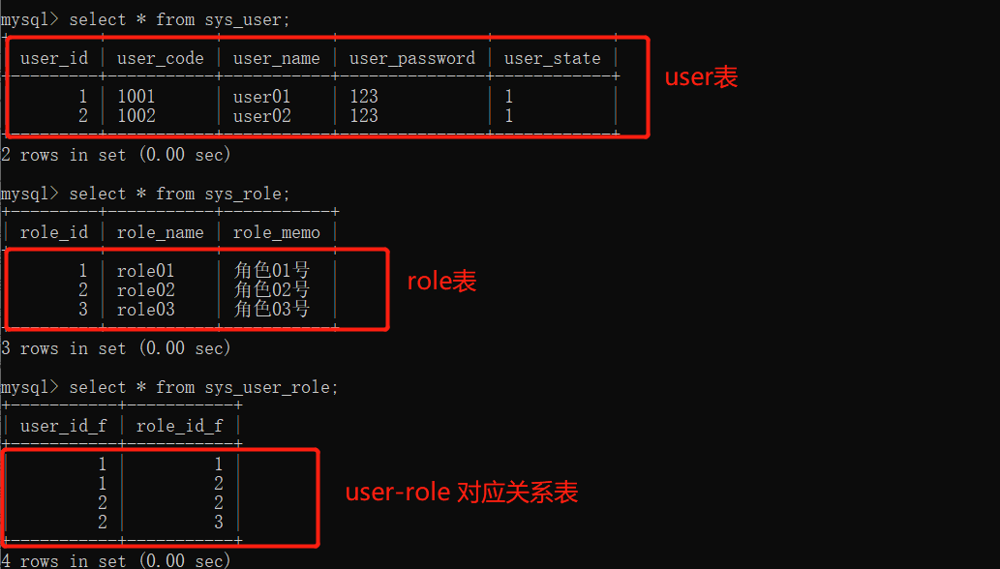 mysql> select * from sys_user;
+---------+-----------+-----------+---------------+------------+
| user_id | user_code | user_name | user_password | user_state |
+---------+-----------+-----------+---------------+------------+
|       1 | 1001      | user01    | 123           | 1          |
|       2 | 1002      | user02    | 123           | 1          |
+---------+-----------+-----------+---------------+------------+
user表
2 rows in set (0.00 sec)
mysql> select * from sys_role;
+---------+-----------+-----------+
| role_id | role_name | role_memo |
+---------+-----------+-----------+
|       1 | role01    | 角色01号  |
|       2 | role02    | 角色02号  |
|       3 | role03    | 角色03号  |
+---------+-----------+-----------+
role表
3 rows in set (0.00 sec)
mysql> select * from sys_user_role;
+-----------+-----------+
| user_id_f | role_id_f |
+-----------+-----------+
|         1 |         1 |
|         1 |         2 |
|         2 |         2 |
|         2 |         3 |
+-----------+-----------+
user-role 对应关系表
4 rows in set (0.00 sec)